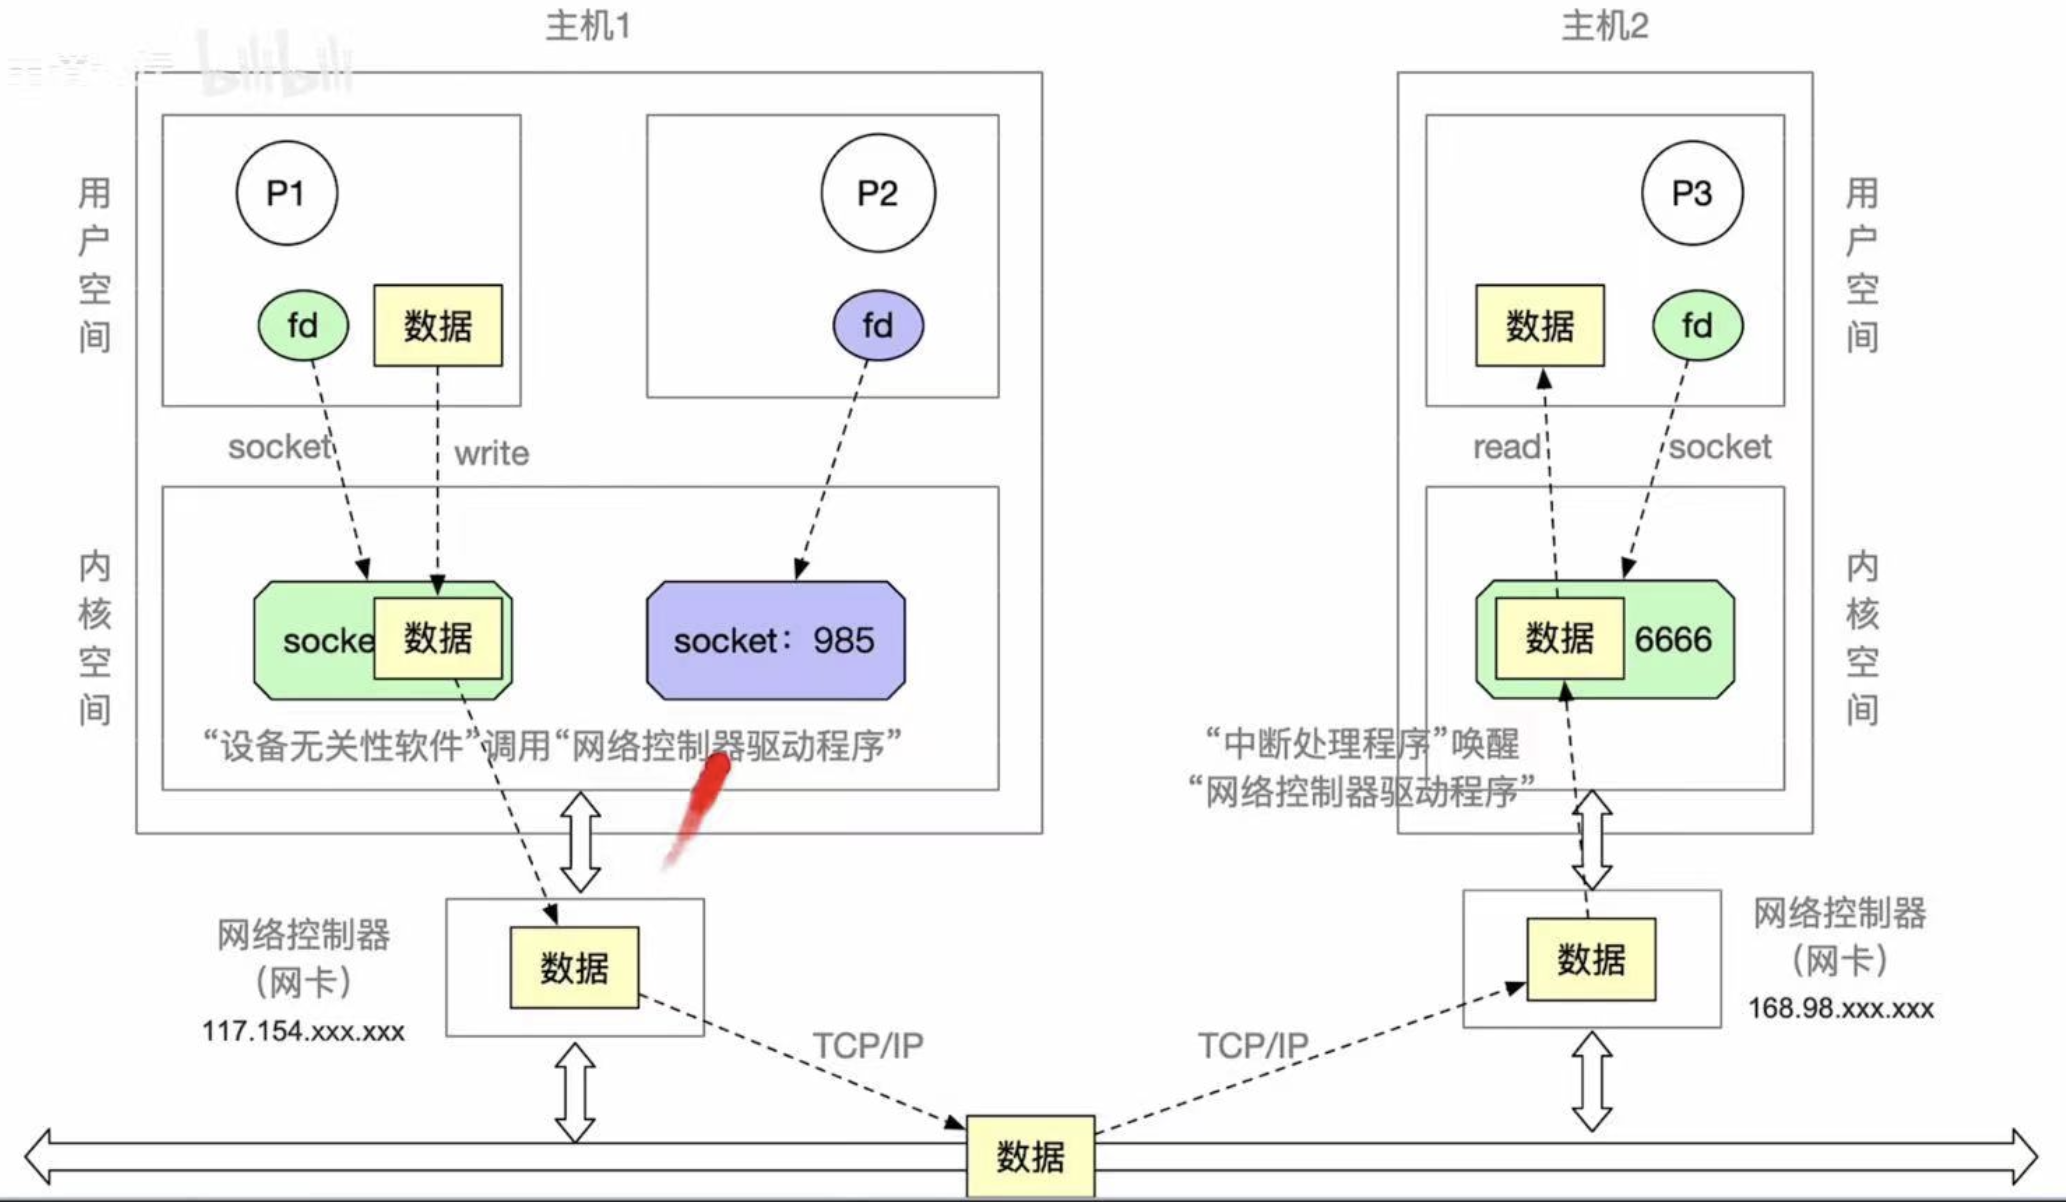 主机1
主机2
bilibili
用户空间
P1
P2
P3
用户空间
fd
数据
fd
数据
fd
socket
write
read
socket
内核空间
socke
数据
socket：985
数据
6666
内核空间
“设备无关性软件”调用“网络控制器驱动程序”
“中断处理程序”唤醒
“网络控制器驱动程序”
网络控制器
（网卡）
117.154.xxx.xxx
数据
数据
网络控制器
（网卡）
168.98.xxx.xxx
TCP/IP
TCP/IP
数据